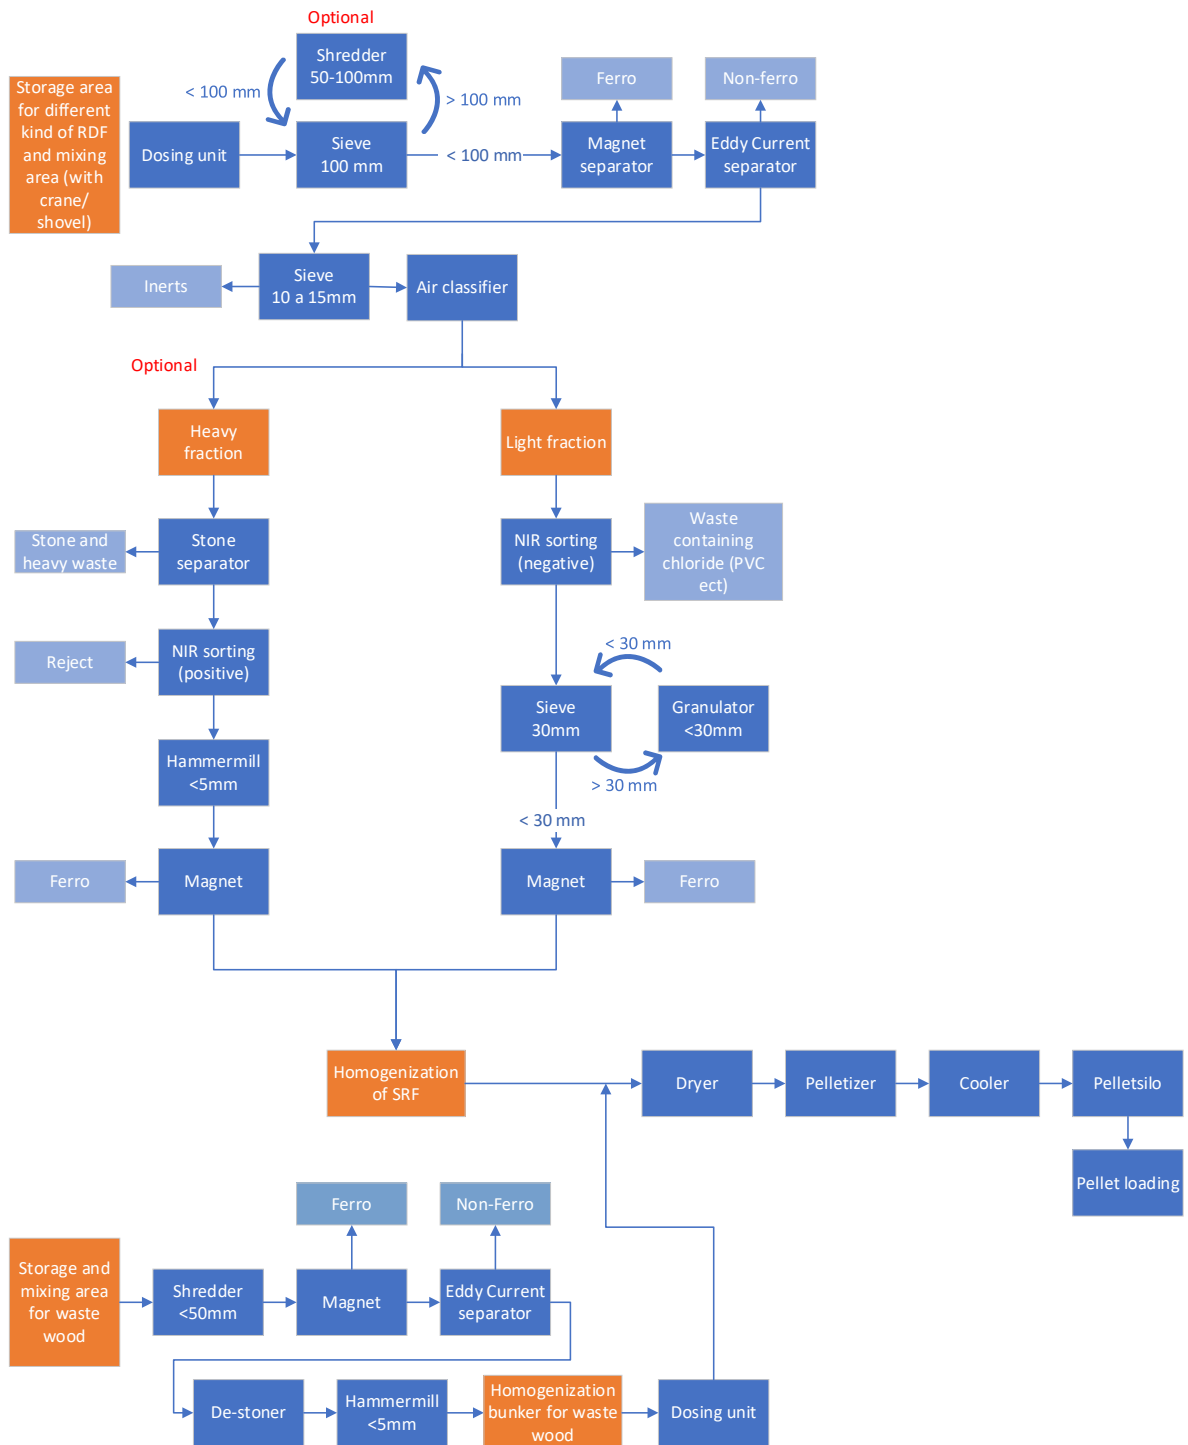 Optional
Shredder
50-100mm
< 100 mm
> 100 mm
Ferro
Non-ferro
Storage area
for different
kind of RDF
and mixing
area (with
crane/
shovel)
Dosing unit
Sieve
100 mm
< 100 mm
Magnet
separator
Eddy Current
separator
Inerts
Sieve
10 a 15mm
Air classifier
Optional
Heavy
fraction
Light fraction
Stone and
heavy waste
Stone
separator
NIR sorting
(negative)
Waste
containing
chloride (PVC
ect)
Reject
NIR sorting
(positive)
< 30 mm
Sieve
30mm
Granulator
<30mm
> 30 mm
Hammermill
<5mm
< 30 mm
Ferro
Magnet
Magnet
Ferro
Homogenization
of SRF
Dryer
Pelletizer
Cooler
Pelletsilo
Pellet loading
Ferro
Non-Ferro
Storage and
mixing area
for waste
wood
Shredder
<50mm
Magnet
Eddy Current
separator
De-stoner
Hammermill
<5mm
Homogenization
bunker for waste
wood
Dosing unit